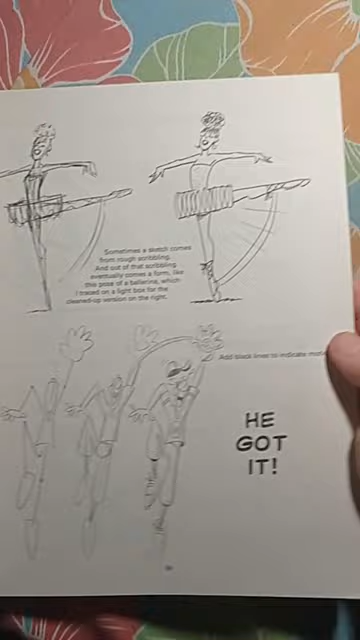 Sometimes a sketch comes
from rough scribbling.
And out of that scribbling
eventually comes a form, like
this pose of a ballerina, which
I traced on a light box for the
cleaned-up version on the right.
Add black lines to indicate
HE
GOT
IT!